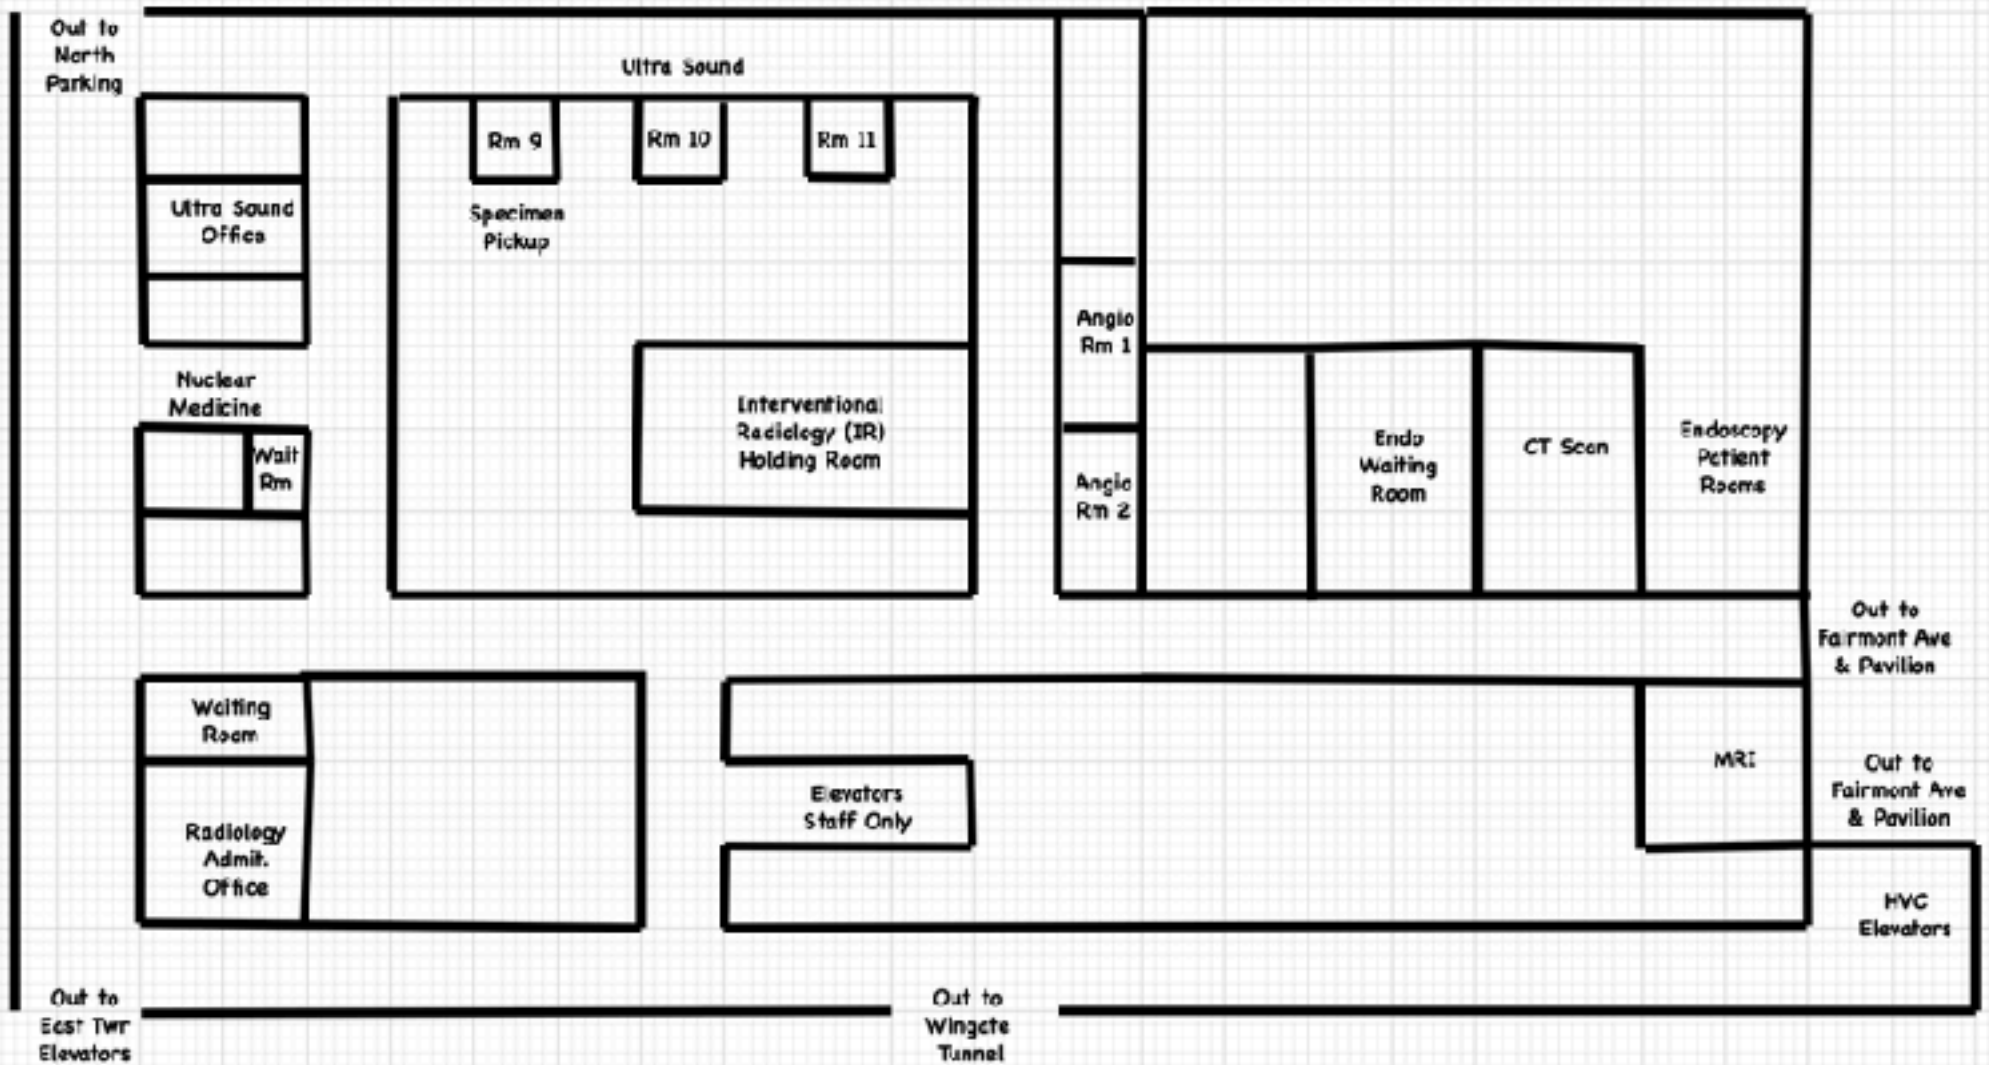 Out to
North
Parking
Ultra Sound
Rm 9
Rm 10
Rm 11
Ultra Sound
Office
Specimen
Pickup
Angio
Rm 1
Nuclear
Medicine
Wait
Rm
Interventional
Radiology (IR)
Holding Room
Angio
Rm 2
Endo
Waiting
Room
CT Scan
Endoscopy
Patient
Rooms
Out to
Fairmont Ave
& Pavilion
Waiting
Room
Radiology
Admit.
Office
Elevators
Staff Only
MRI
Out to
Fairmont Ave
& Pavilion
HVC
Elevators
Out to
East Twr
Elevators
Out to
Wingate
Tunnel